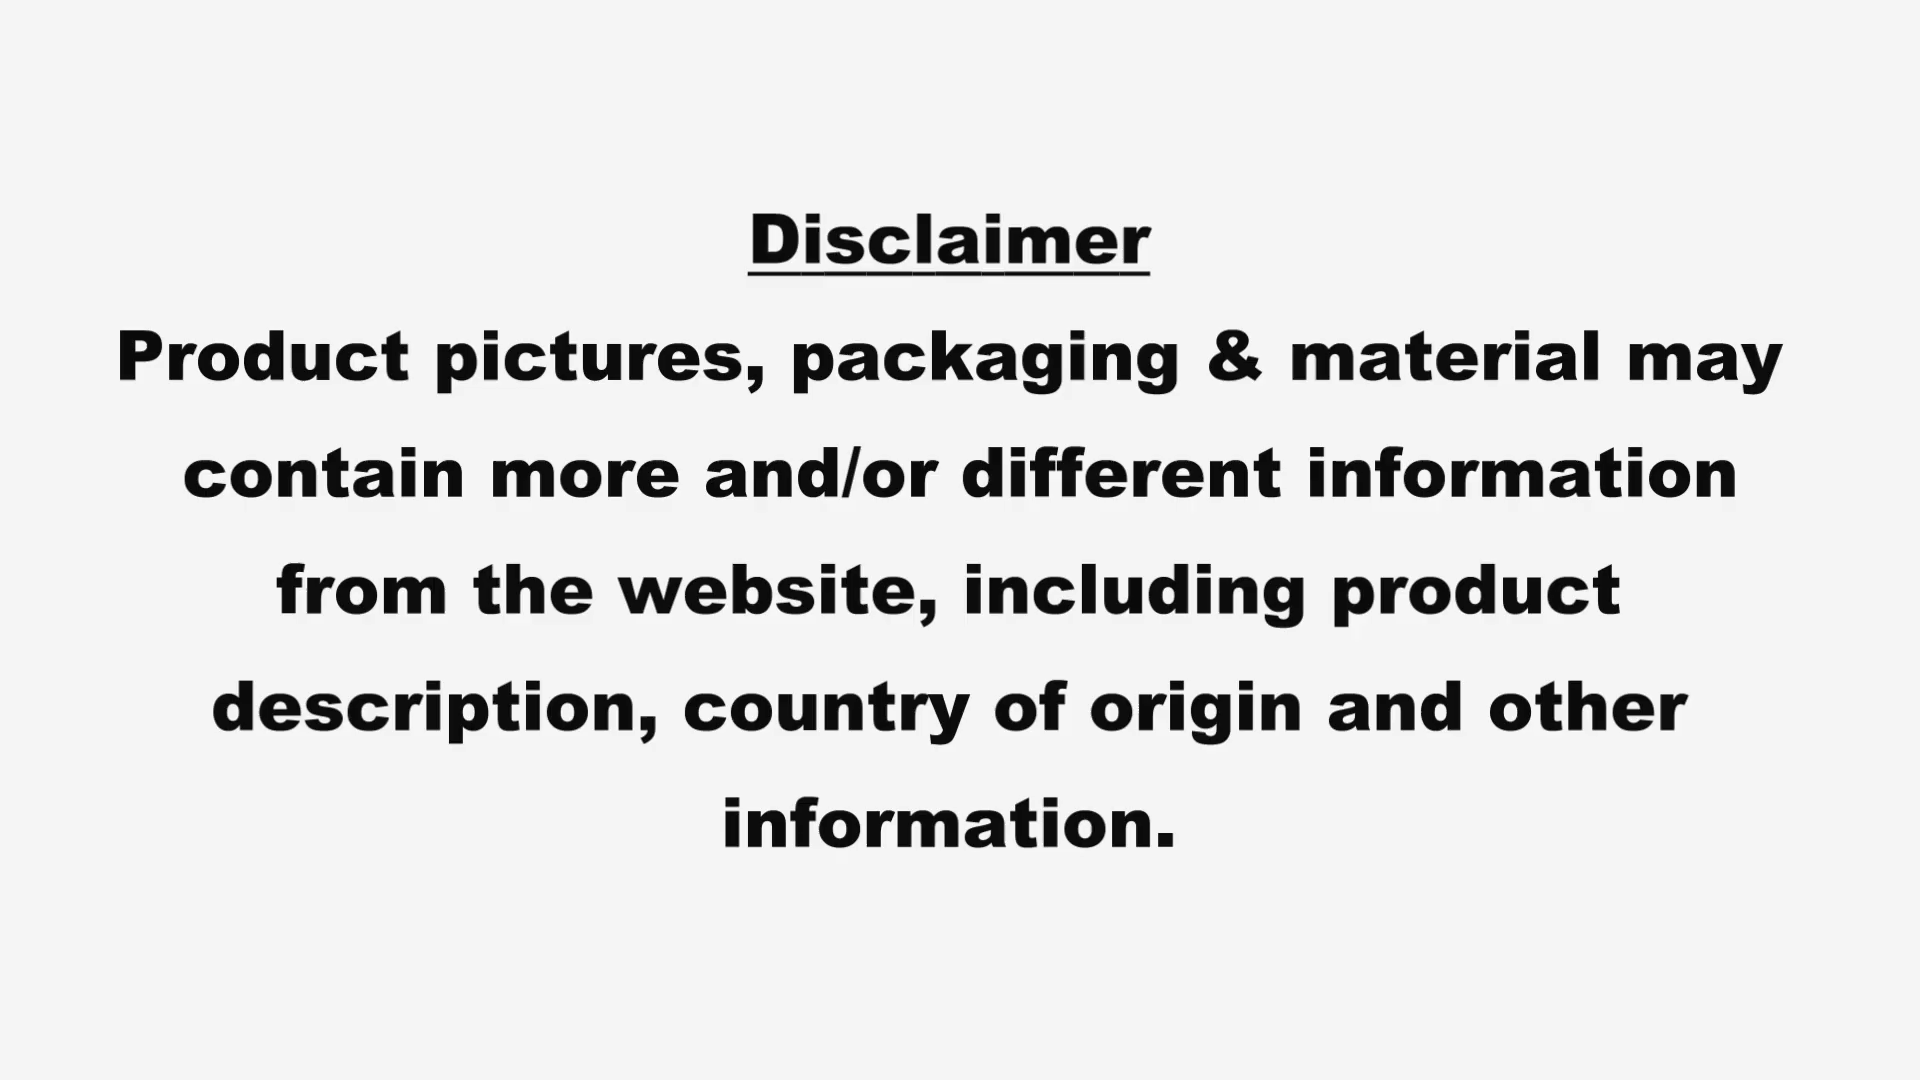 Disclaimer
Product pictures, packaging & material may
contain more and/or different information
from the website, including product
description, country of origin and other
information.